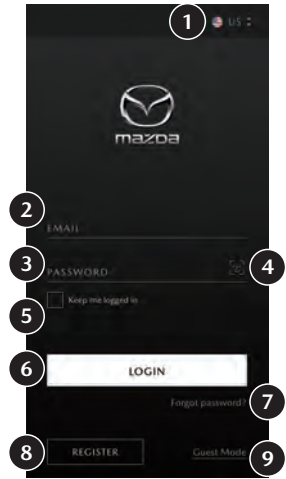 1 US
mazda
2
EMAIL
3 PASSWORD 4
Keep me logged in
5
6 LOGIN
Forgot password? 7
8 REGISTER Guest Mode 9